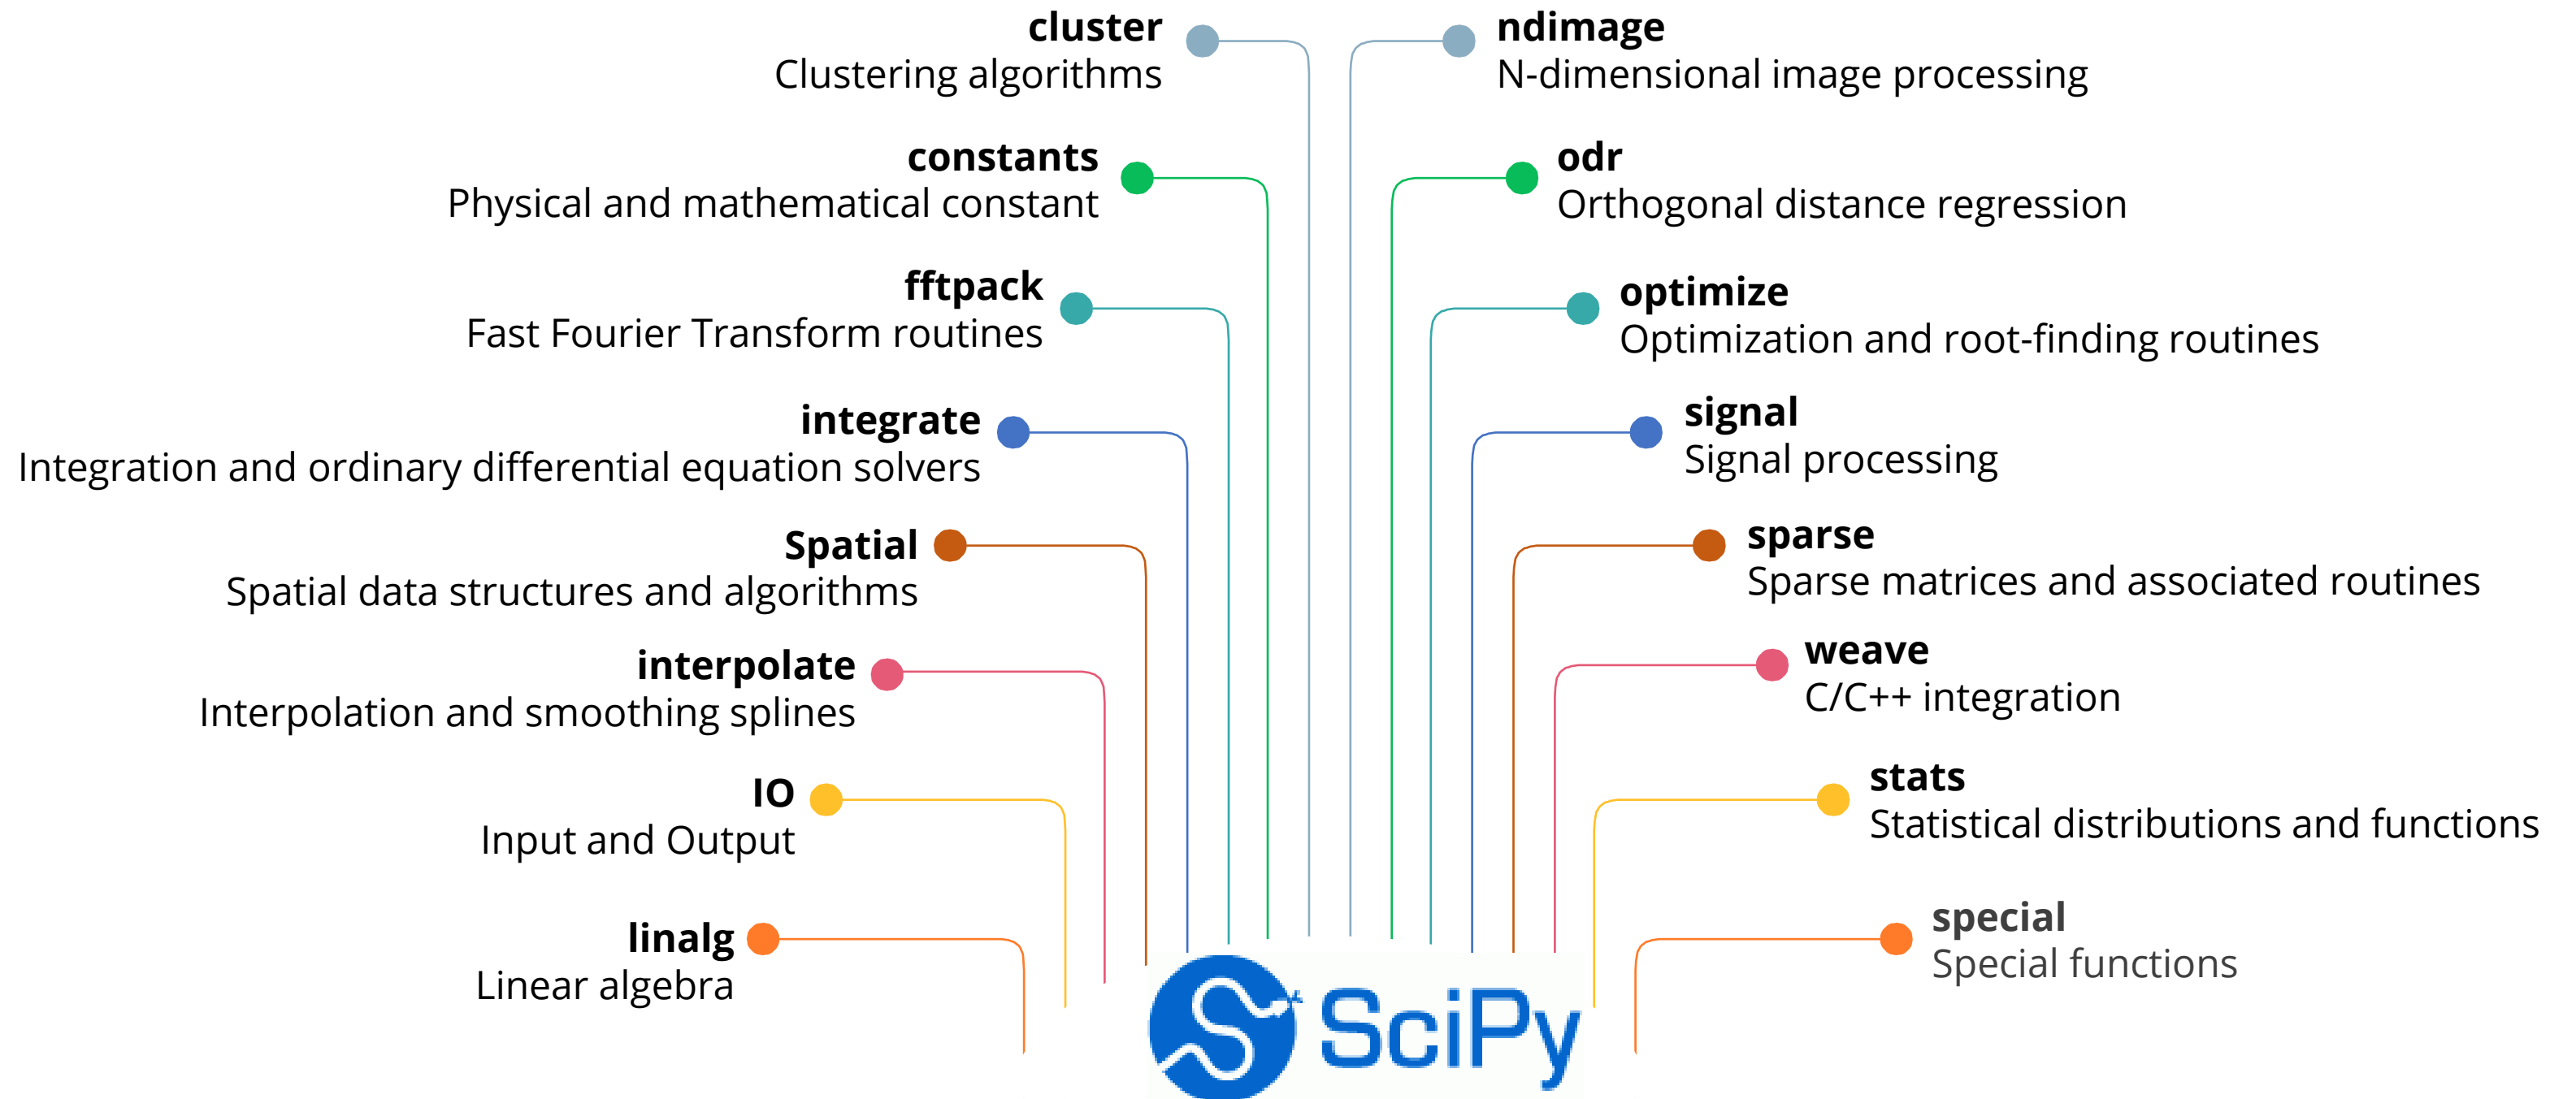 cluster
Clustering algorithms
constants
Physical and mathematical constant
fftpack
Fast Fourier Transform routines
integrate
Integration and ordinary differential equation solvers
Spatial
Spatial data structures and algorithms
interpolate
Interpolation and smoothing splines
IO
Input and Output
linalg
Linear algebra
ndimage
N-dimensional image processing
odr
Orthogonal distance regression
optimize
Optimization and root-finding routines
signal
Signal processing
sparse
Sparse matrices and associated routines
weave
C/C++ integration
stats
Statistical distributions and functions
special
Special functions
SciPy